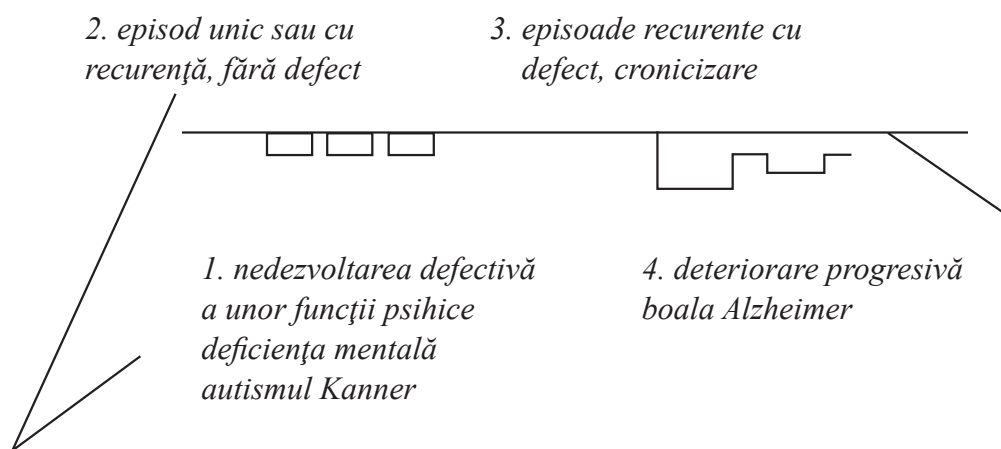 2. episod unic sau cu
recurenţă, fără defect
3. episoade recurente cu
defect, cronicizare
1. nedezvoltarea defectivă
a unor funcţii psihice
deficienţa mentală
autismul Kanner
4. deteriorare progresivă
boala Alzheimer